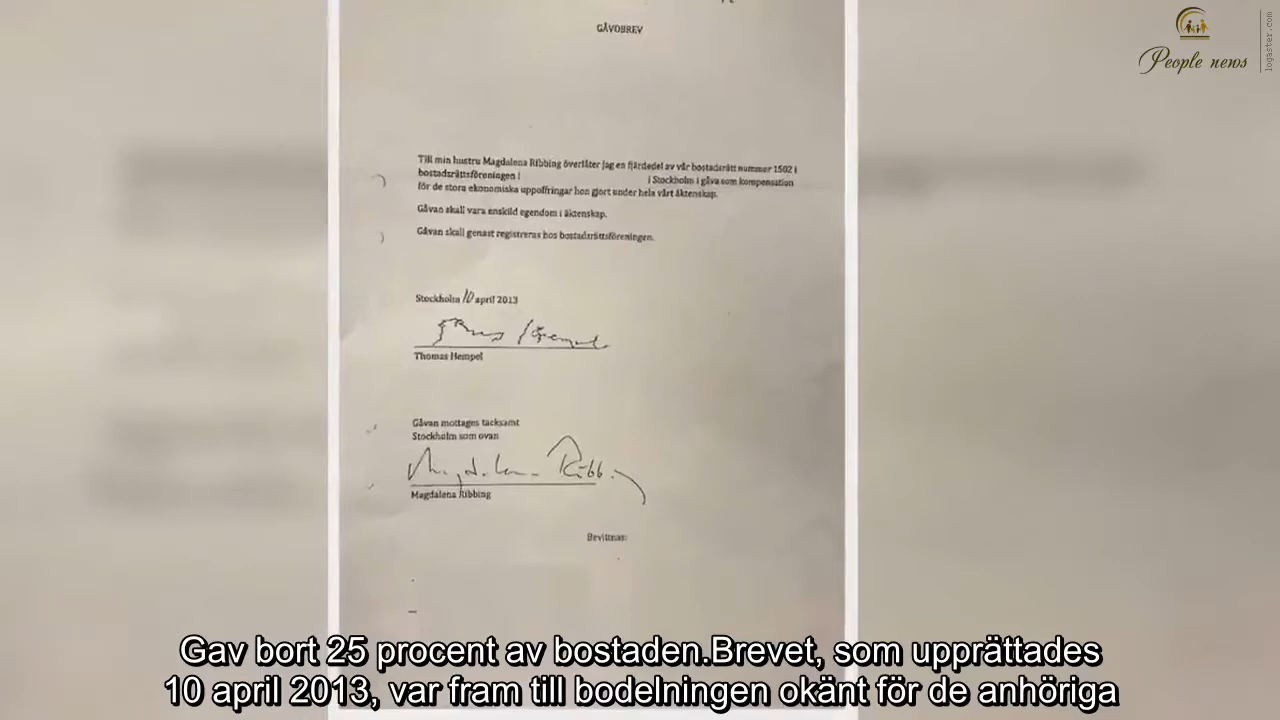 GÅVOBREV
People news
logaster.com
Till min hustru Magdalena Ribbing överlåter jag en fjärdedel av vår bostadsrätt nummer 1502 i
bostadsrättsföreningen i i Stockholm i gåva som kompensation
för de stora ekonomiska uppoffringar hon gjort under hela vårt äktenskap.
Gåvan skall vara enskild egendom i äktenskap.
Gåvan skall genast registreras hos bostadsrättsföreningen.
Stockholm 10 april 2013
Thomas Hempel
Gåvan mottages tacksamt
Stockholm som ovan
Magdalena Ribbing
Magdalena Ribbing
Bevittnas:
Gav bort 25 procent av bostaden.Brevet, som upprättades
10 april 2013, var fram till bodelningen okänt för de anhöriga